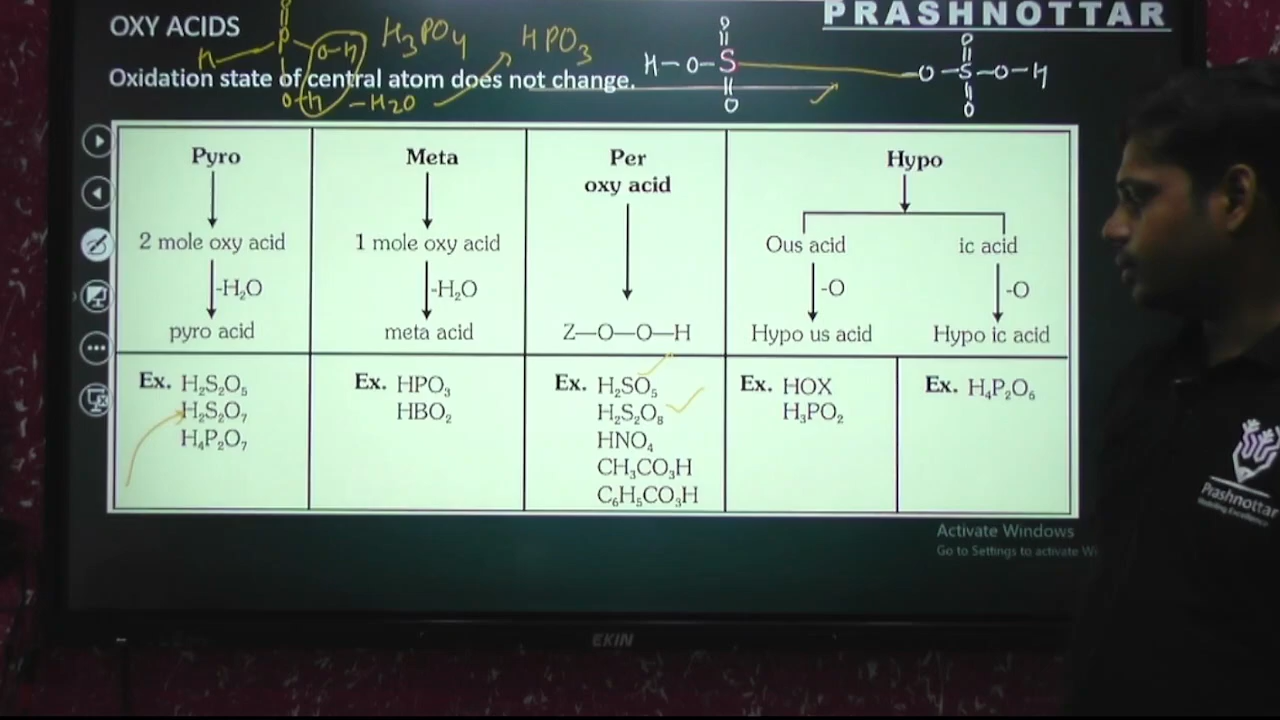 PRASHNOTTAR
OXY ACIDS
H₃PO₄
HPO₃
O
P
H
O-H
O-H
-H₂O
Oxidation state of central atom does not change.
O
H-O-S
O
O
-O-S-O-H
O
Pyro
2 mole oxy acid
-H₂O
pyro acid
Meta
1 mole oxy acid
-H₂O
meta acid
Per
oxy acid
Z—O—O—H
Hypo
Ous acid
-O
Hypo us acid
ic acid
-O
Hypo ic acid
Ex. H₂S₂O₅
H₂S₂O₇
H₄P₂O₇
Ex. HPO₃
HBO₂
Ex. H₂SO₅
H₂S₂O₈
HNO₄
CH₃CO₃H
C₆H₅CO₃H
Ex. HOX
H₃PO₂
Ex. H₄P₂O₆
Activate Windows
Go to Settings to activate Wi
EKIN
Prashnottar